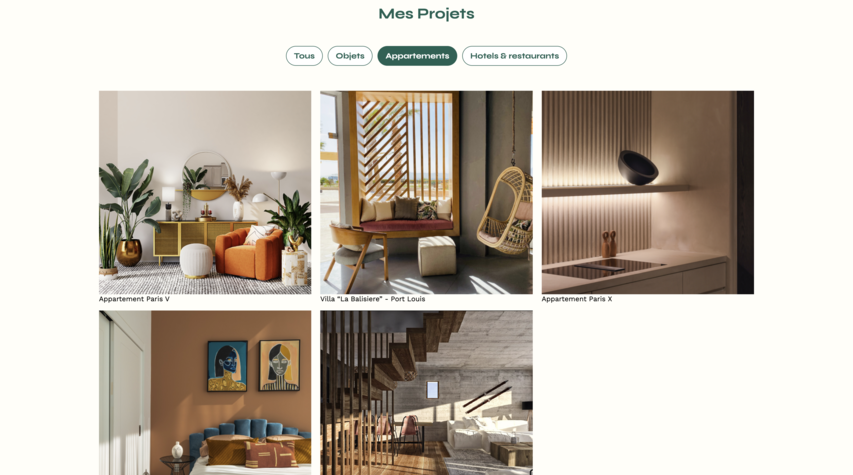 Mes Projets
Tous
Objets
Appartements
Hotels & restaurants
Appartement Paris V
Villa "La Balisiere" - Port Louis
Appartement Paris X